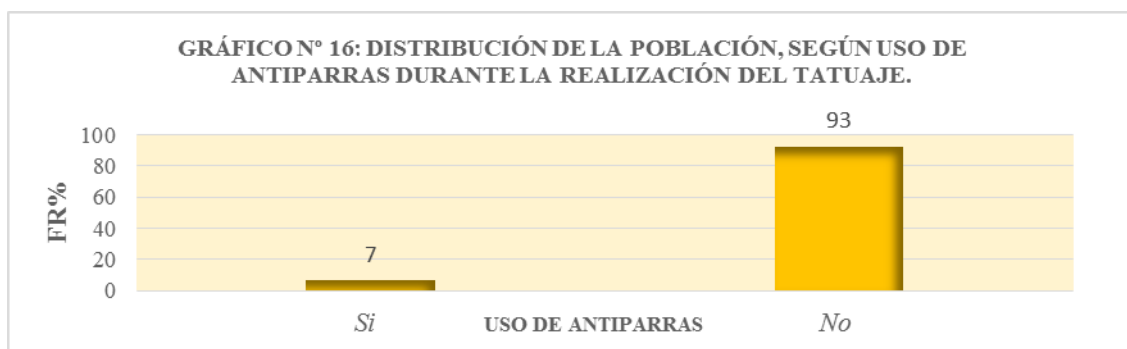 GRÁFICO Nº 16: DISTRIBUCIÓN DE LA POBLACIÓN, SEGÚN USO DE
ANTIPARRAS DURANTE LA REALIZACIÓN DEL TATUAJE.
FR%
100
80
60
40
20
0
7
93
Si
USO DE ANTIPARRAS
No